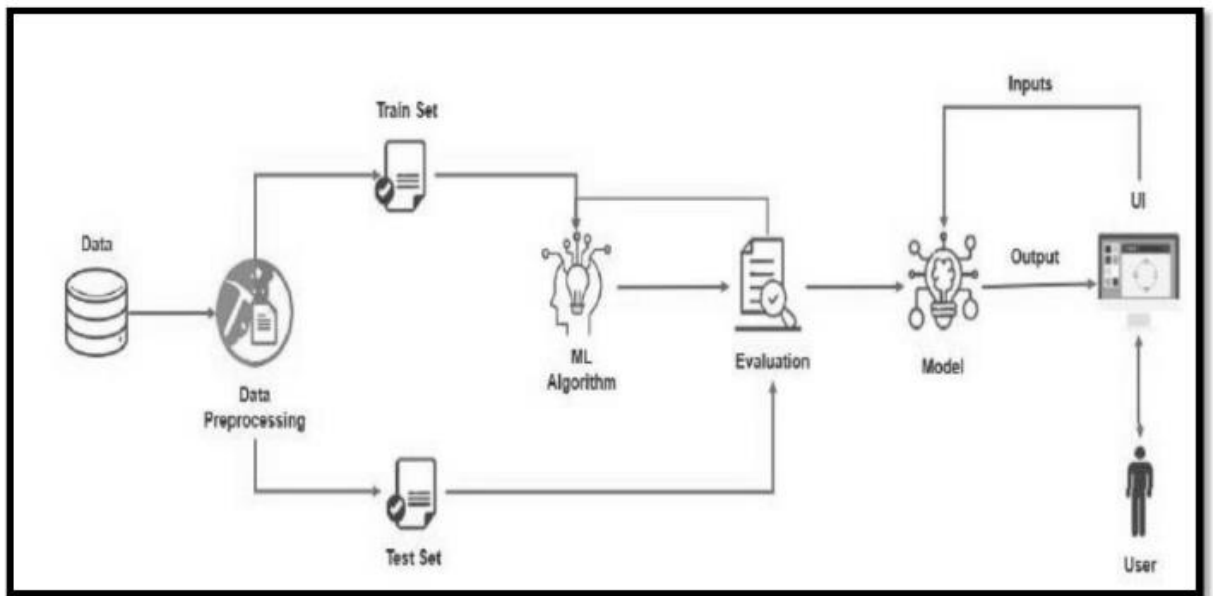 Inputs
Train Set
UI
Data
Output
ML
Algorithm
Evaluation
Model
Data
Preprocessing
Test Set
User